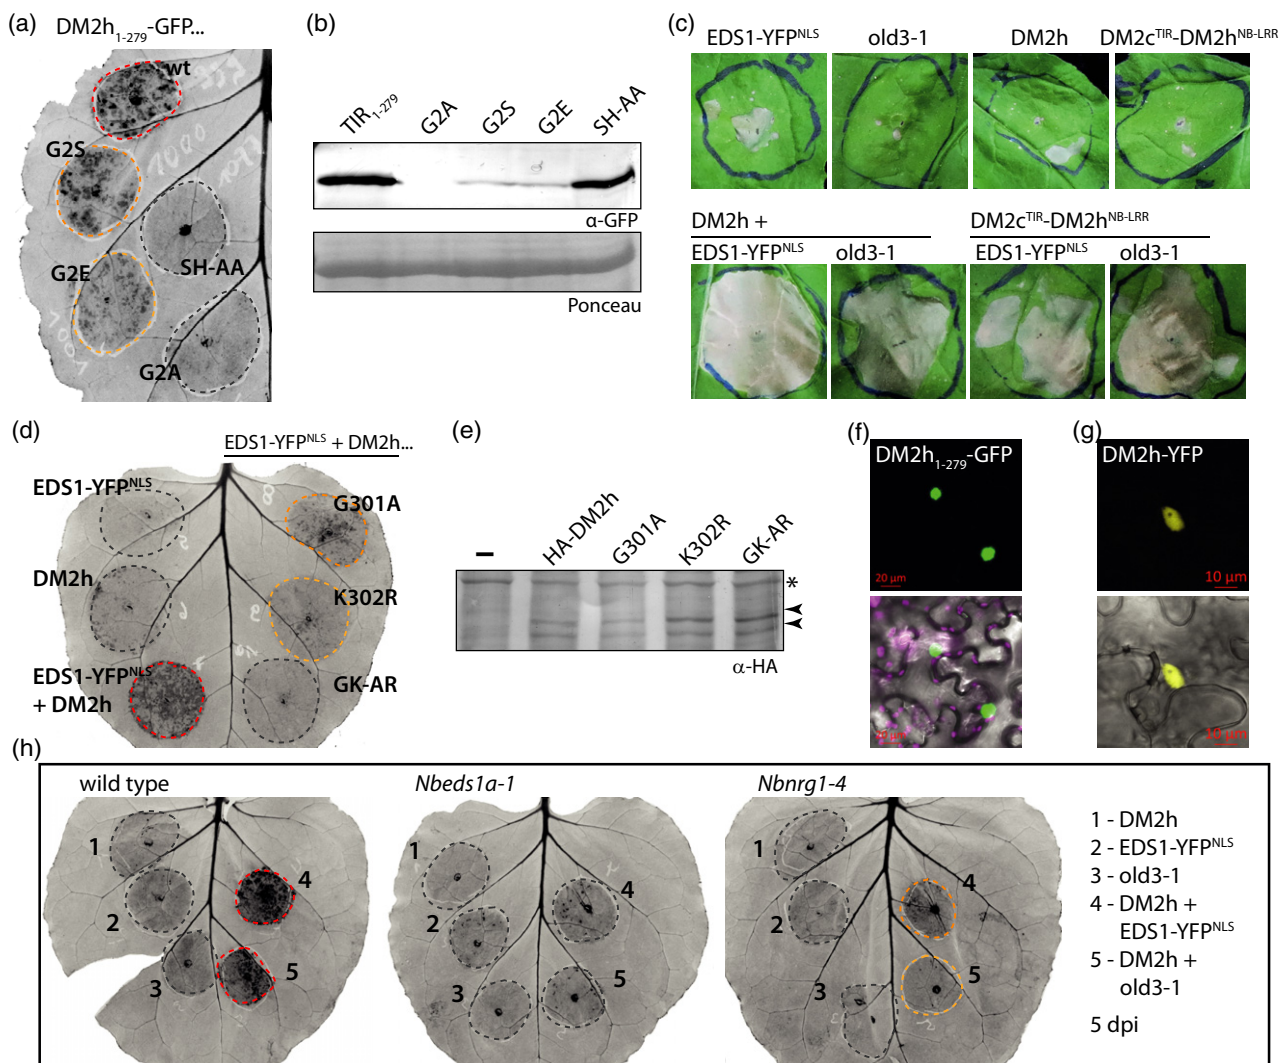 (a)
DM2h1-279-GFP...
wt
G2S
G2E
SH-AA
G2A
(b)
TIR1-279
G2A
G2S
G2E
SH-AA
α-GFP
Ponceau
(c)
EDS1-YFPNLS
old3-1
DM2h
DM2cTIR-DM2hNB-LRR
DM2h +
DM2cTIR-DM2hNB-LRR
EDS1-YFPNLS
old3-1
EDS1-YFPNLS
old3-1
(d)
EDS1-YFPNLS + DM2h...
EDS1-YFPNLS
G301A
DM2h
K302R
EDS1-YFPNLS
+ DM2h
GK-AR
(e)
–
HA-DM2h
G301A
K302R
GK-AR
*
α-HA
(f)
DM2h1-279-GFP
20 µm
(g)
DM2h-YFP
10 µm
10 µm
(h)
wild type
Nbeds1a-1
Nbnrg1-4
1
2
3
4
5
1
2
3
4
5
1
2
3
4
5
1 - DM2h
2 - EDS1-YFPNLS
3 - old3-1
4 - DM2h +
EDS1-YFPNLS
5 - DM2h +
old3-1
5 dpi